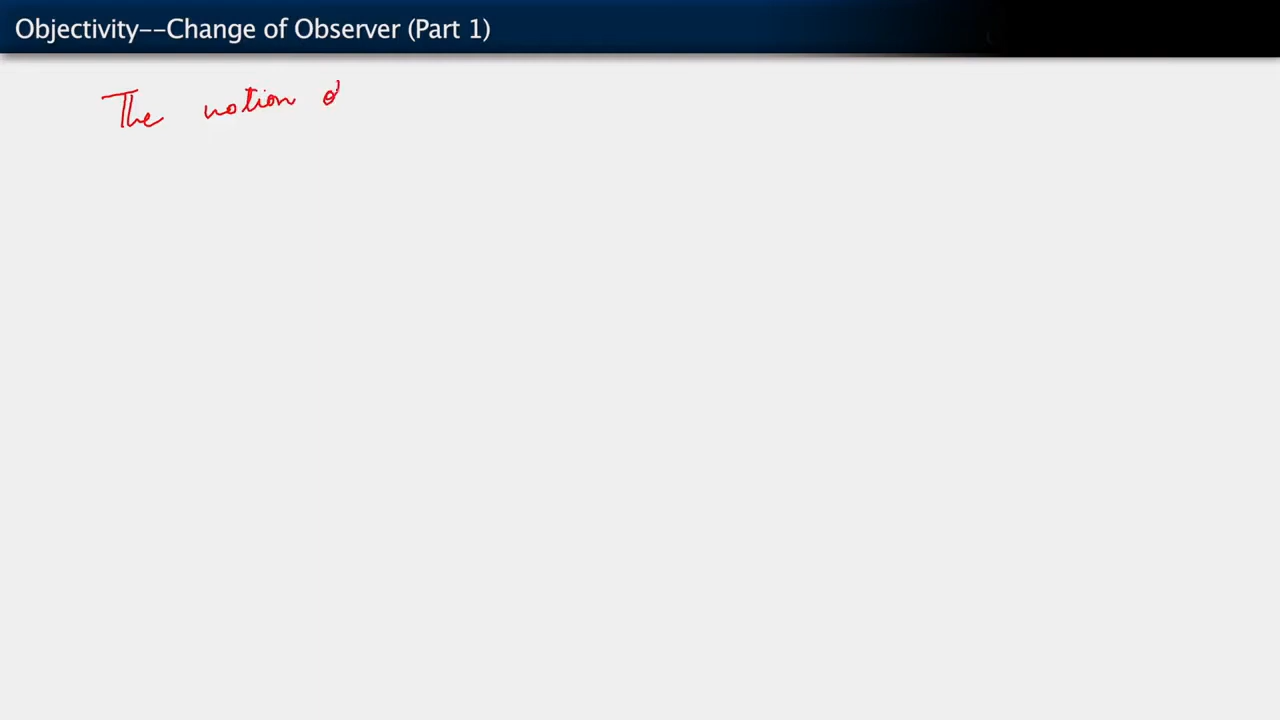 Objectivity--Change of Observer (Part 1)
The notion